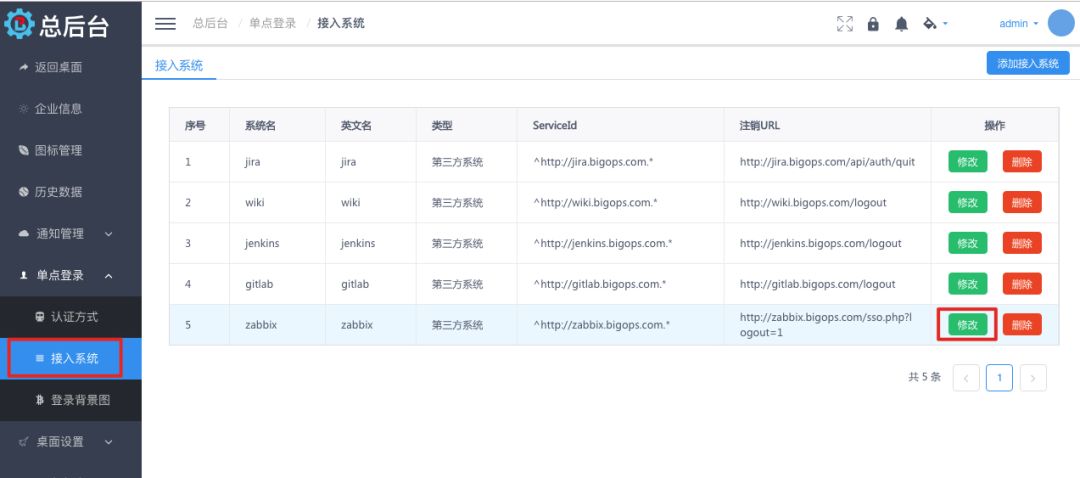 总后台
总后台 / 单点登录 / 接入系统
admin
返回桌面
企业信息
图标管理
历史数据
通知管理
单点登录
认证方式
接入系统
登录背景图
桌面设置
接入系统
添加接入系统
序号 系统名 英文名 类型 ServiceId 注销URL 操作
1 jira jira 第三方系统 ^http://jira.bigops.com.* http://jira.bigops.com/api/auth/quit 修改 删除
2 wiki wiki 第三方系统 ^http://wiki.bigops.com.* http://wiki.bigops.com/logout 修改 删除
3 jenkins jenkins 第三方系统 ^http://jenkins.bigops.com.* http://jenkins.bigops.com/logout 修改 删除
4 gitlab gitlab 第三方系统 ^http://gitlab.bigops.com.* http://gitlab.bigops.com/logout 修改 删除
5 zabbix zabbix 第三方系统 ^http://zabbix.bigops.com.* http://zabbix.bigops.com/sso.php?l
ogout=1 修改 删除
共 5 条 < 1 >